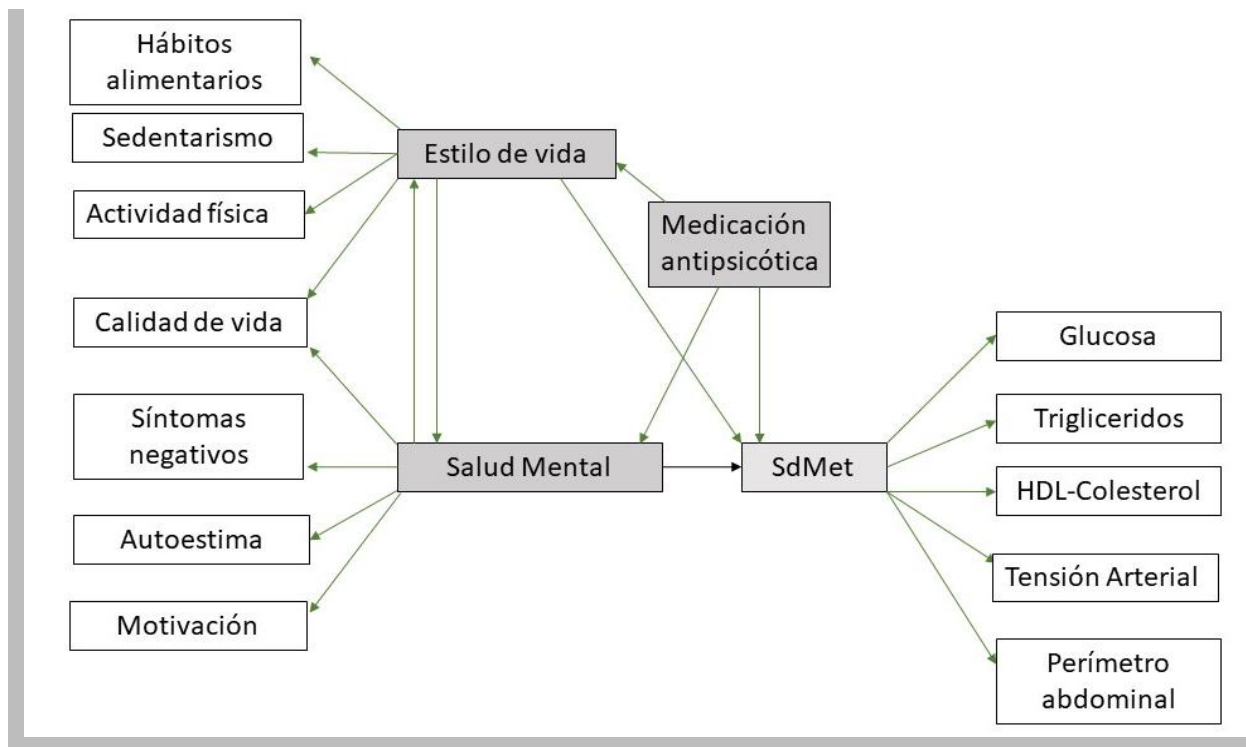 Hábitos
alimentarios
Sedentarismo
Estilo de vida
Actividad física
Medicación
antipsicótica
Calidad de vida
Glucosa
Síntomas
negativos
Trigliceridos
Salud Mental
SdMet
HDL-Colesterol
Autoestima
Tensión Arterial
Motivación
Perímetro
abdominal